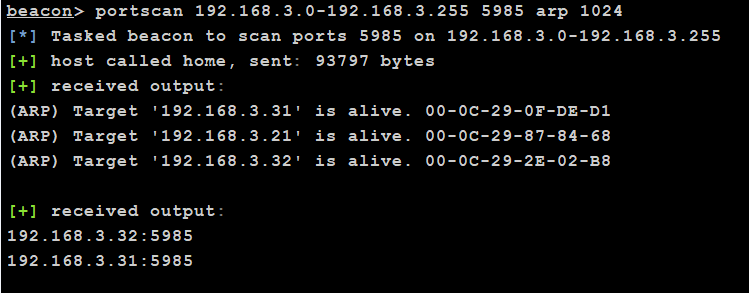 beacon> portscan 192.168.3.0-192.168.3.255 5985 arp 1024
[*] Tasked beacon to scan ports 5985 on 192.168.3.0-192.168.3.255
[+] host called home, sent: 93797 bytes
[+] received output:
(ARP) Target '192.168.3.31' is alive. 00-0C-29-0F-DE-D1
(ARP) Target '192.168.3.21' is alive. 00-0C-29-87-84-68
(ARP) Target '192.168.3.32' is alive. 00-0C-29-2E-02-B8
[+] received output:
192.168.3.32:5985
192.168.3.31:5985